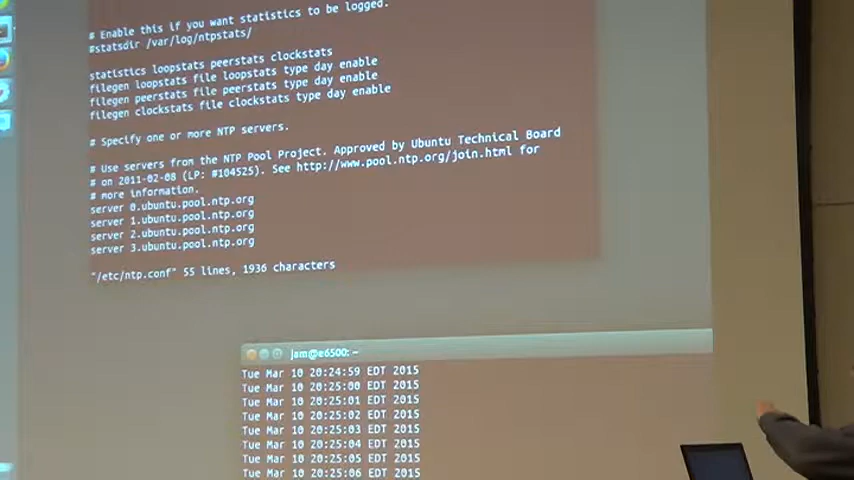 # Enable this if you want statistics to be logged.
#statsdir /var/log/ntpstats/
statistics loopstats peerstats clockstats
filegen loopstats file loopstats type day enable
filegen peerstats file peerstats type day enable
filegen clockstats file clockstats type day enable
# Specify one or more NTP servers.
# Use servers from the NTP Pool Project. Approved by Ubuntu Technical Board
# on 2011-02-08 (LP: #104525). See http://www.pool.ntp.org/join.html for
# more information.
server 0.ubuntu.pool.ntp.org
server 1.ubuntu.pool.ntp.org
server 2.ubuntu.pool.ntp.org
server 3.ubuntu.pool.ntp.org
"/etc/ntp.conf" 55 lines, 1936 characters
jam@e6500: ~
Tue Mar 10 20:24:59 EDT 2015
Tue Mar 10 20:25:00 EDT 2015
Tue Mar 10 20:25:01 EDT 2015
Tue Mar 10 20:25:02 EDT 2015
Tue Mar 10 20:25:03 EDT 2015
Tue Mar 10 20:25:04 EDT 2015
Tue Mar 10 20:25:05 EDT 2015
Tue Mar 10 20:25:06 EDT 2015